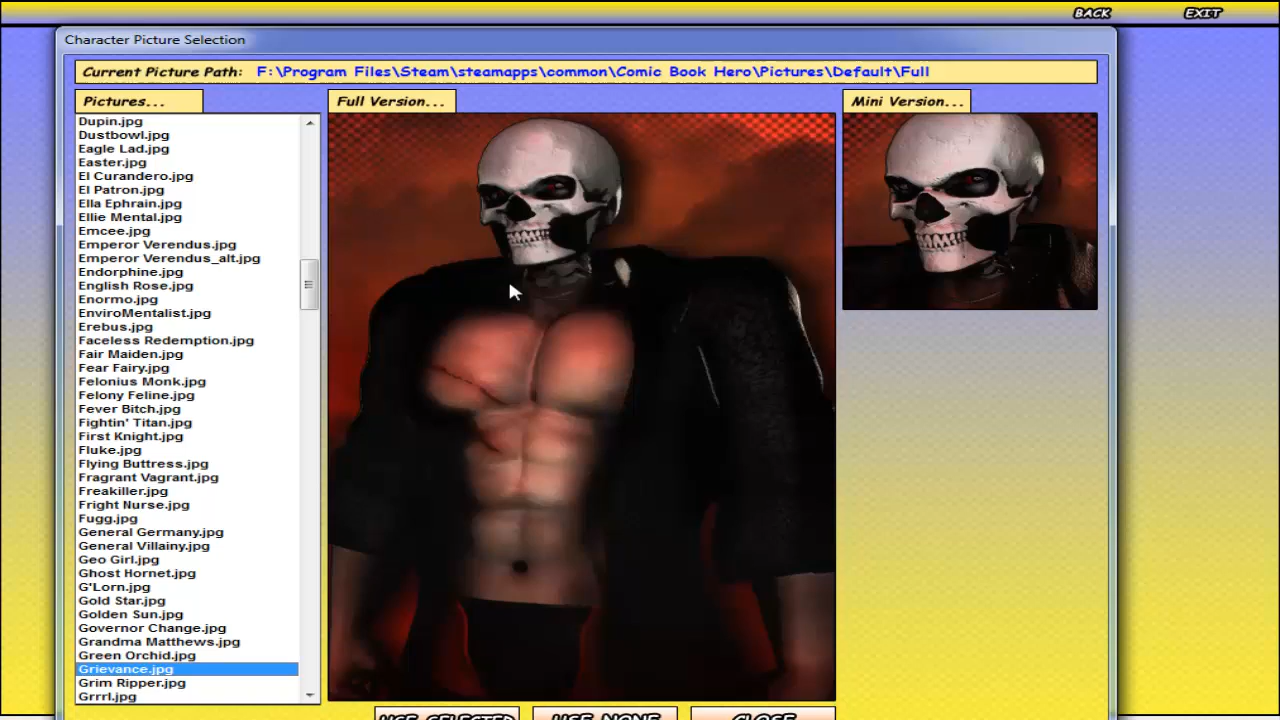 BACK EXIT
Character Picture Selection
Current Picture Path: F:\Program Files\Steam\steamapps\common\Comic Book Hero\Pictures\Default\Full
Pictures... Full Version... Mini Version...
Dupin.jpg
Dustbowl.jpg
Eagle Lad.jpg
Easter.jpg
El Curandero.jpg
El Patron.jpg
Ella Ephrain.jpg
Ellie Mental.jpg
Emcee.jpg
Emperor Verendus.jpg
Emperor Verendus_alt.jpg
Endorphine.jpg
English Rose.jpg
Enormo.jpg
EnviroMentalist.jpg
Erebus.jpg
Faceless Redemption.jpg
Fair Maiden.jpg
Fear Fairy.jpg
Felonius Monk.jpg
Felony Feline.jpg
Fever Bitch.jpg
Fightin' Titan.jpg
First Knight.jpg
Fluke.jpg
Flying Buttress.jpg
Fragrant Vagrant.jpg
Freakiller.jpg
Fright Nurse.jpg
Fugg.jpg
General Germany.jpg
General Villainy.jpg
Geo Girl.jpg
Ghost Hornet.jpg
G'Lorn.jpg
Gold Star.jpg
Golden Sun.jpg
Governor Change.jpg
Grandma Matthews.jpg
Green Orchid.jpg
Grievance.jpg
Grim Ripper.jpg
Grrrl.jpg
USE SELECTED USE NONE CLOSE